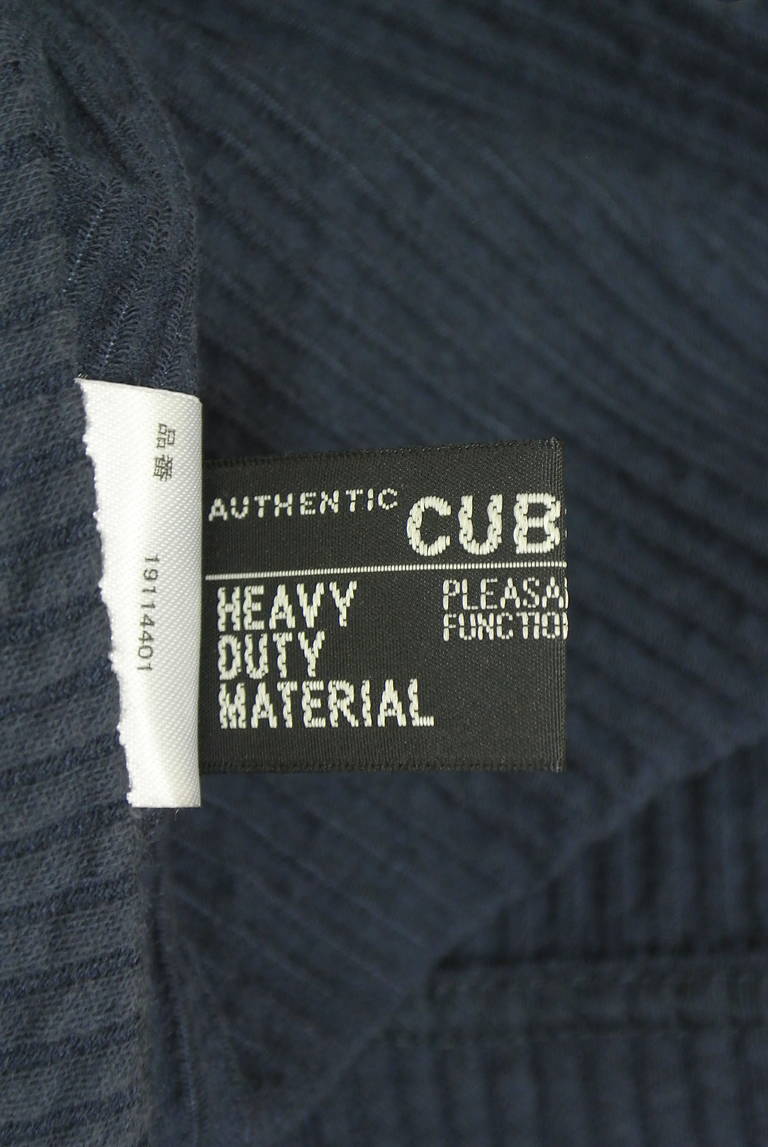 品番
19114401
AUTHENTIC CUB
HEAVY
DUTY
MATERIAL
PLEASA
FUNCTIO